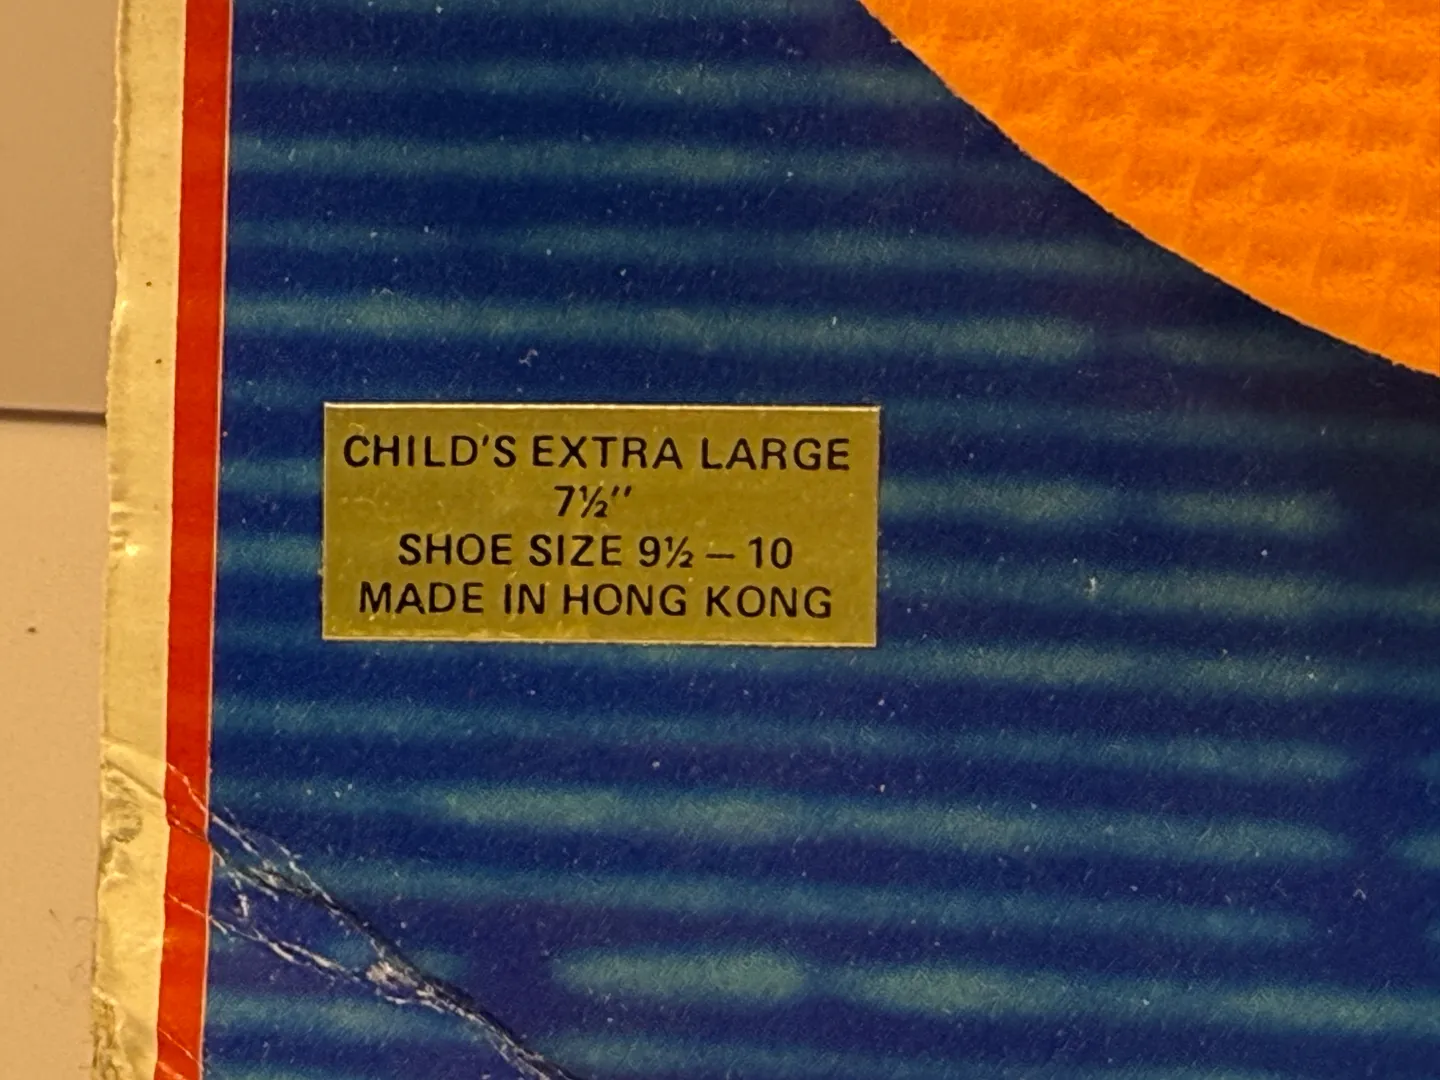 CHILD'S EXTRA LARGE
7½″
SHOE SIZE 9½ – 10
MADE IN HONG KONG